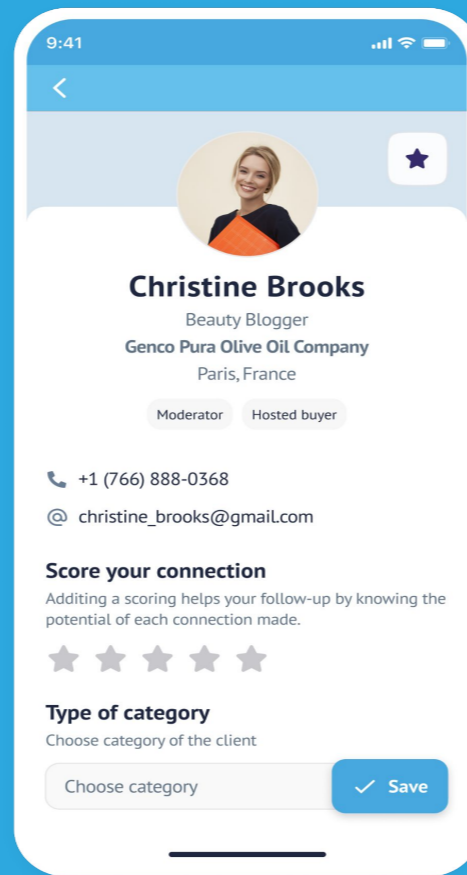 9:41
Christine Brooks
Beauty Blogger
Genco Pura Olive Oil Company
Paris, France
Moderator Hosted buyer
+1 (766) 888-0368
@ christine_brooks@gmail.com
Score your connection
Additing a scoring helps your follow-up by knowing the
potential of each connection made.
Type of category
Choose category of the client
Choose category Save